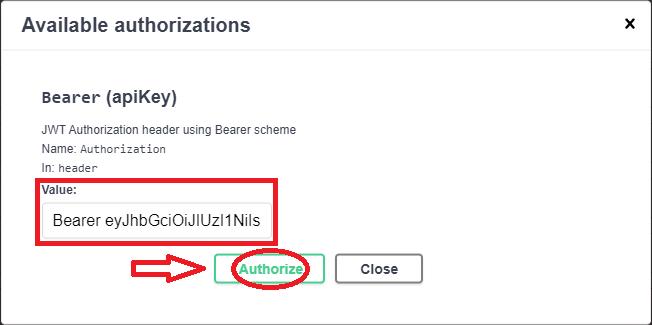 Available authorizations
×
Bearer (apiKey)
JWT Authorization header using Bearer scheme
Name: Authorization
In: header
Value:
Bearer eyJhbGciOiJIUzI1NiIs
Authorize Close